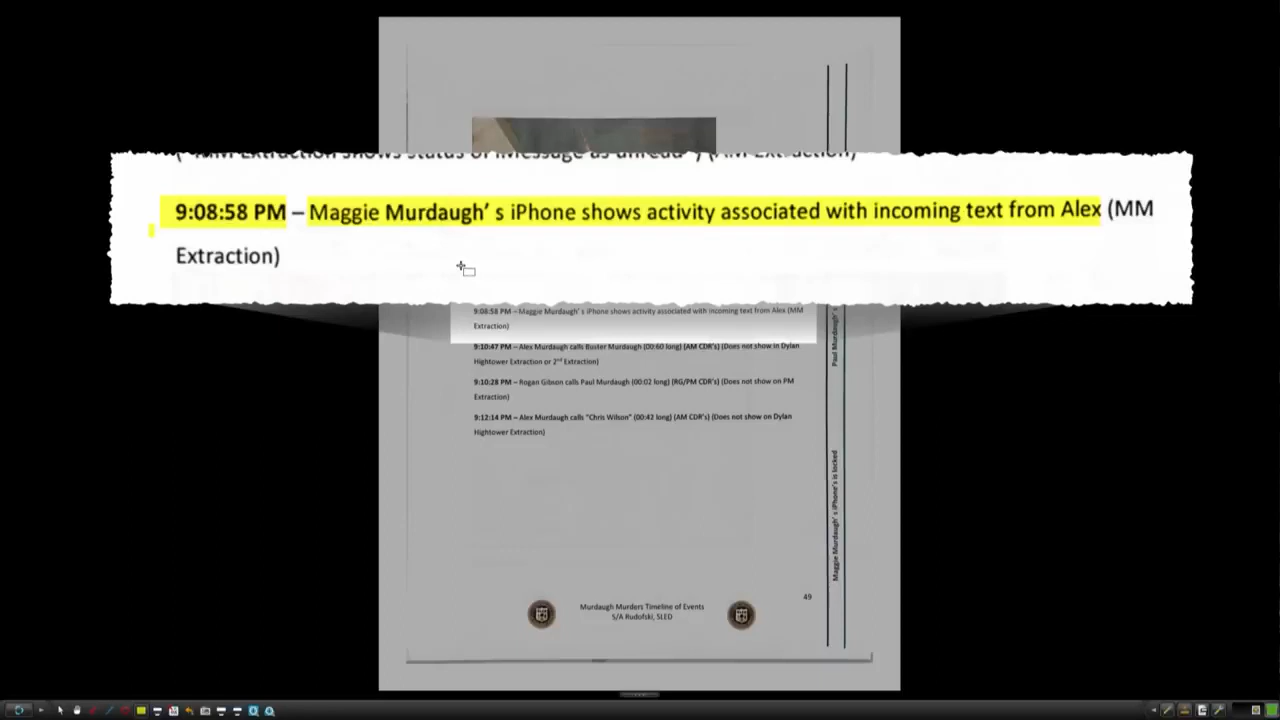 ("MM Extraction shows status of iMessage as unread") (AM Extraction)
9:08:58 PM – Maggie Murdaugh' s iPhone shows activity associated with incoming text from Alex (MM
Extraction)
9:08:58 PM – Maggie Murdaugh' s iPhone shows activity associated with incoming text from Alex (MM
Extraction)
9:10:47 PM – Alex Murdaugh calls Buster Murdaugh (00:60 long) (AM CDR's) (Does not show in Dylan
Hightower Extraction or 2nd Extraction)
9:10:28 PM – Rogan Gibson calls Paul Murdaugh (00:02 long) (RG/PM CDR's) (Does not show on PM
Extraction)
9:12:14 PM – Alex Murdaugh calls "Chris Wilson" (00:42 long) (AM CDR's) (Does not show on Dylan
Hightower Extraction)
Paul Murdaugh'
Maggie Murdaugh' s iPhone's is locked
49
Murdaugh Murders Timeline of Events
S/A Rudofski, SLED